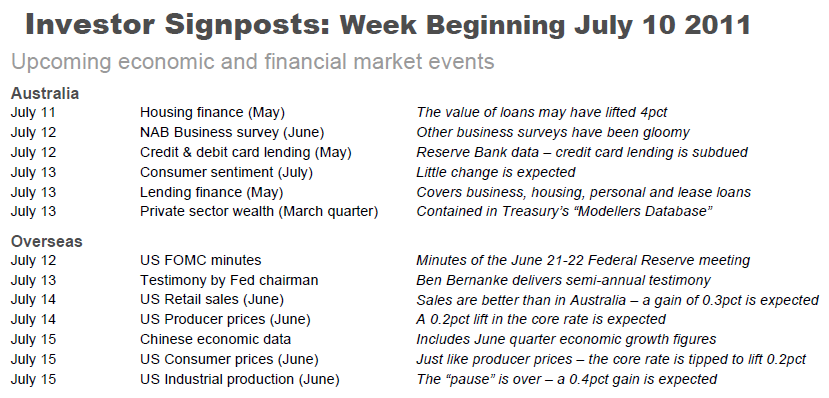 Investor Signposts: Week Beginning July 10 2011
Upcoming economic and financial market events
Australia
July 11 Housing finance (May) The value of loans may have lifted 4pct
July 12 NAB Business survey (June) Other business surveys have been gloomy
July 12 Credit & debit card lending (May) Reserve Bank data – credit card lending is subdued
July 13 Consumer sentiment (July) Little change is expected
July 13 Lending finance (May) Covers business, housing, personal and lease loans
July 13 Private sector wealth (March quarter) Contained in Treasury's “Modellers Database”
Overseas
July 12 US FOMC minutes Minutes of the June 21-22 Federal Reserve meeting
July 13 Testimony by Fed chairman Ben Bernanke delivers semi-annual testimony
July 14 US Retail sales (June) Sales are better than in Australia – a gain of 0.3pct is expected
July 14 US Producer prices (June) A 0.2pct lift in the core rate is expected
July 15 Chinese economic data Includes June quarter economic growth figures
July 15 US Consumer prices (June) Just like producer prices – the core rate is tipped to lift 0.2pct
July 15 US Industrial production (June) The “pause” is over – a 0.4pct gain is expected